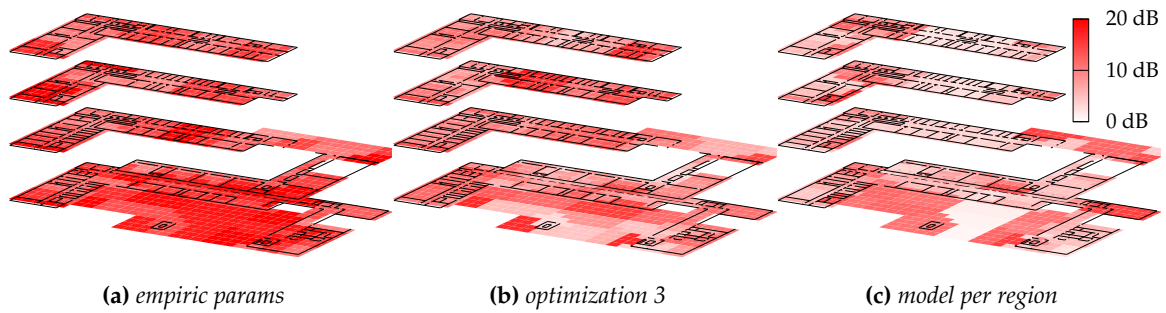 20 dB
10 dB
0 dB
(a) empiric params
(b) optimization 3
(c) model per region